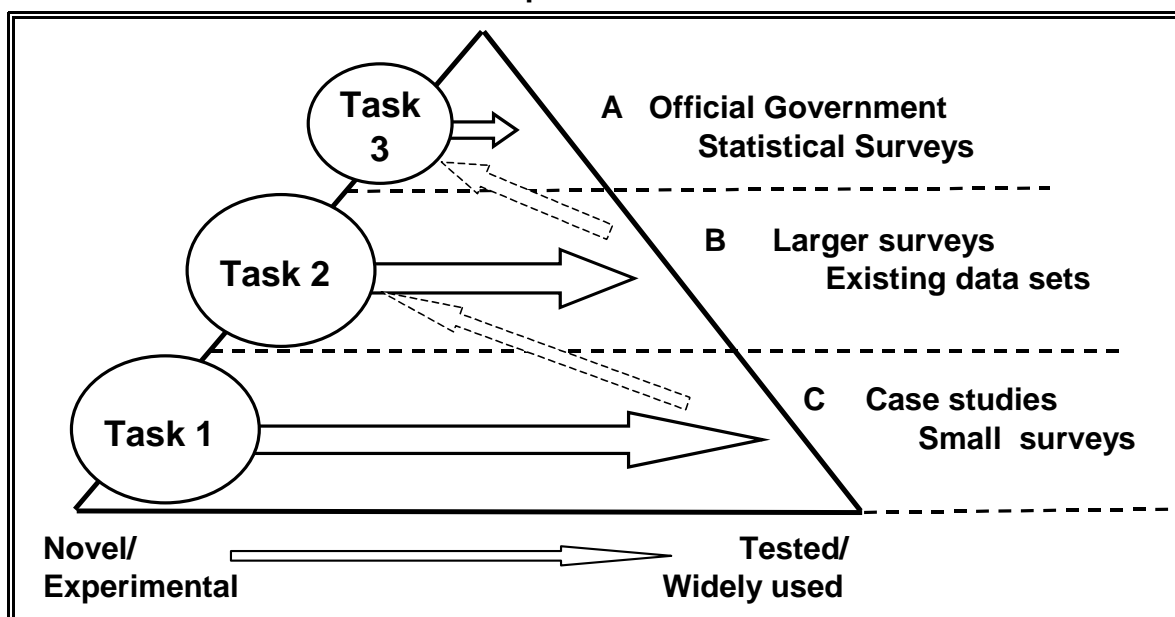 Task
3
A Official Government
Statistical Surveys
Task 2
B Larger surveys
Existing data sets
Task 1
C Case studies
Small surveys
Novel/
Experimental
Tested/
Widely used